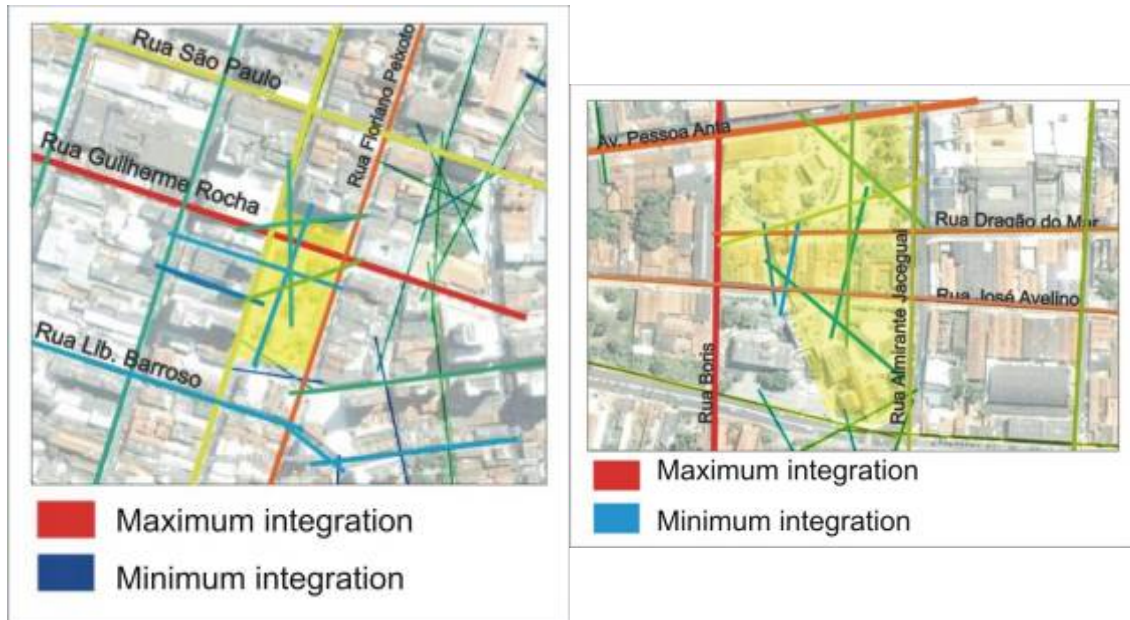 Rua São Paulo
Rua Floriano Peixoto
Rua Guilherme Rocha
Rua Lib. Barroso
Maximum integration
Minimum integration
Av. Pessoa Anta
Rua Dragão do Mar
Rua José Avelino
Rua Boris
Rua Almirante Jaceguai
Maximum integration
Minimum integration